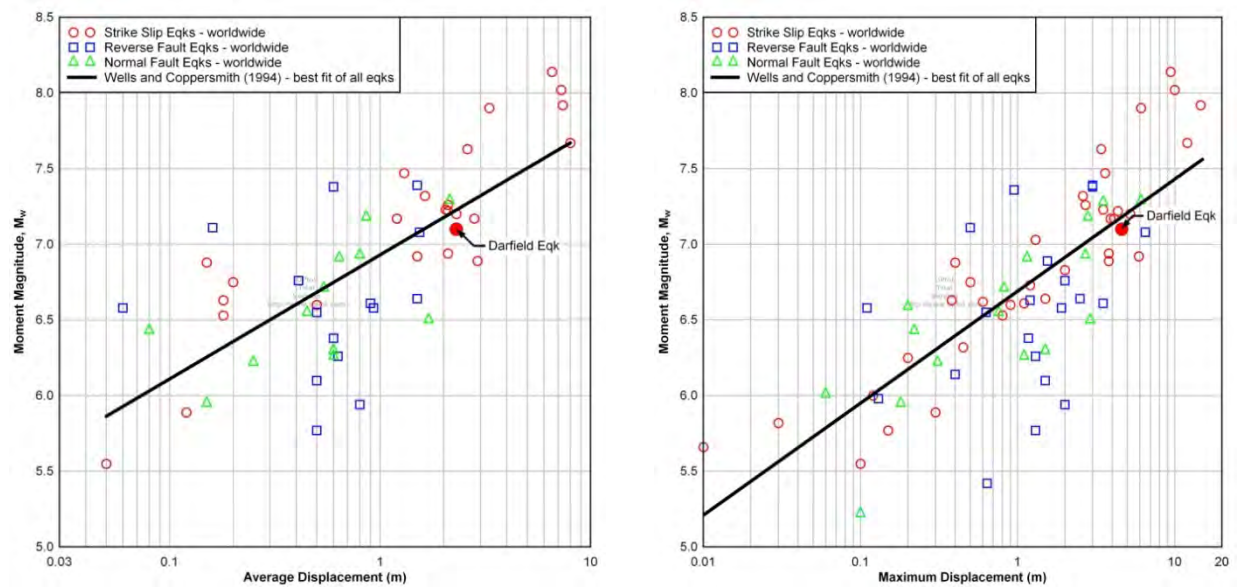 8.5
8.0
7.5
7.0
6.5
6.0
5.5
5.0
Moment Magnitude, Mw
Strike Slip Eqks - worldwide
Reverse Fault Eqks - worldwide
Normal Fault Eqks - worldwide
Wells and Coppersmith (1994) - best fit of all eqks
Darfield Eqk
0.03
0.1
1
10
Average Displacement (m)
8.5
8.0
7.5
7.0
6.5
6.0
5.5
5.0
Moment Magnitude, Mw
Strike Slip Eqks - worldwide
Reverse Fault Eqks - worldwide
Normal Fault Eqks - worldwide
Wells and Coppersmith (1994) - best fit of all eqks
Darfield Eqk
0.01
0.1
1
10
20
Maximum Displacement (m)